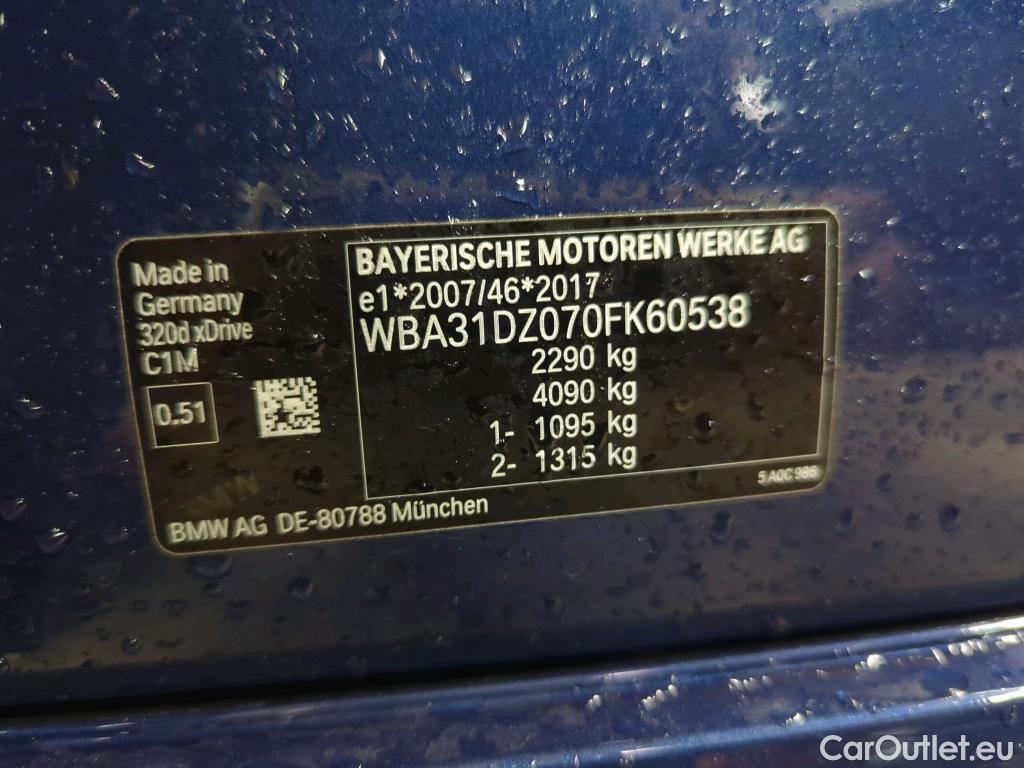 Made in
Germany
320d xDrive
C1M
0.51
BAYERISCHE MOTOREN WERKE AG
e1*2007/46*2017
WBA31DZ070FK60538
2290 kg
4090 kg
1- 1095 kg
2- 1315 kg
5 A0C 986
BMW
BMW AG DE-80788 München
CarOutlet.eu